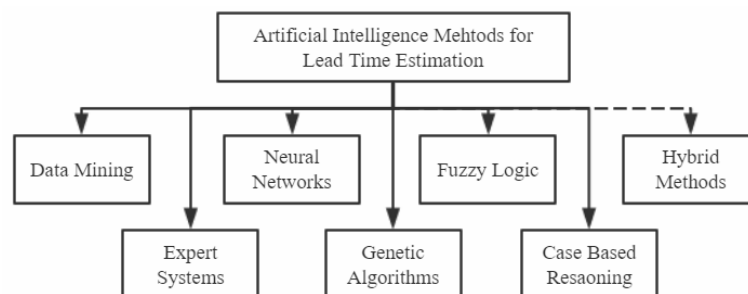 Artificial Intelligence Mehtods for
Lead Time Estimation
Data Mining
Neural
Networks
Fuzzy Logic
Hybrid
Methods
Expert
Systems
Genetic
Algorithms
Case Based
Resaoning